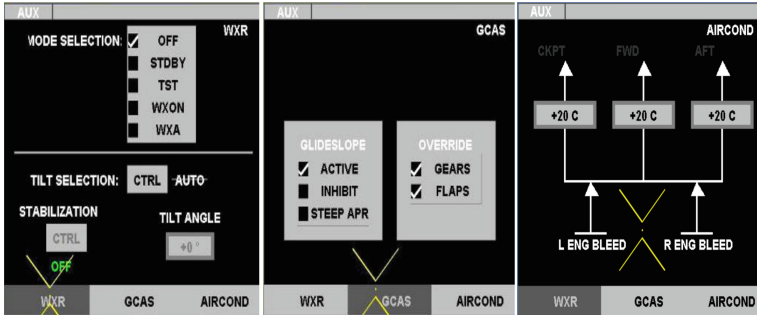 AUX
WXR
MODE SELECTION:
OFF
STDBY
TST
WXON
WXA
TILT SELECTION: CTRL AUTO
STABILIZATION
TILT ANGLE
CTRL
+0 °
OFF
WXR GCAS AIRCOND
AUX
GCAS
GLIDESLOPE
ACTIVE
INHIBIT
STEEP APR
OVERRIDE
GEARS
FLAPS
WXR GCAS AIRCOND
AUX
AIRCOND
CKPT FWD AFT
+20 C +20 C +20 C
L ENG BLEED R ENG BLEED
WXR GCAS AIRCOND